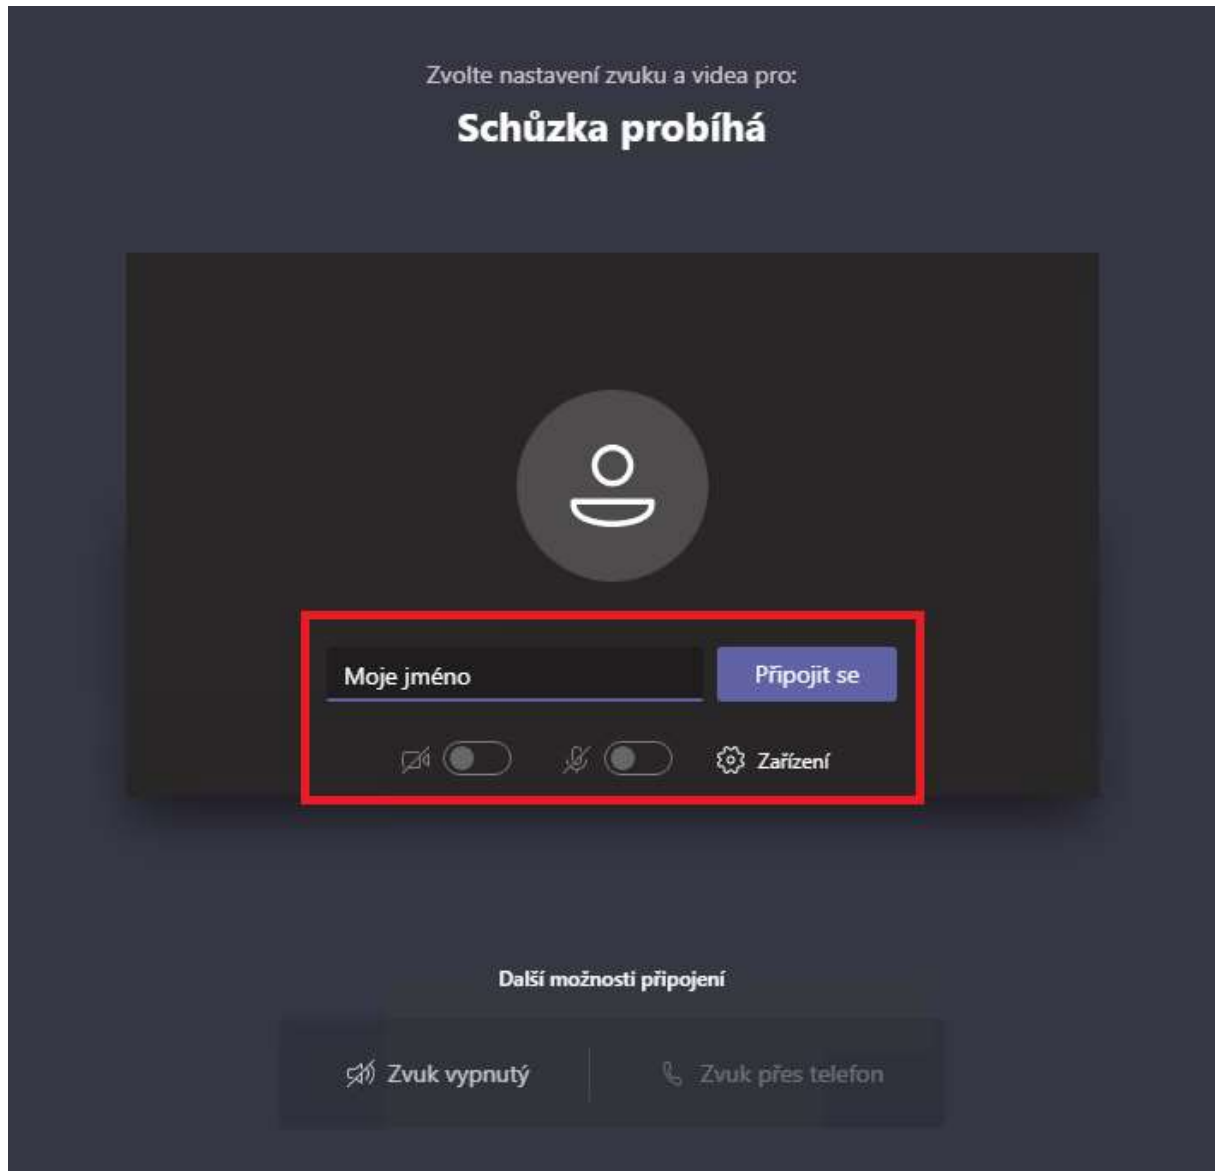 Zvolte nastavení zvuku a videa pro:
Schůzka probíhá
Moje jméno
Připojit se
Zařízení
Další možnosti připojení
Zvuk vypnutý
Zvuk přes telefon